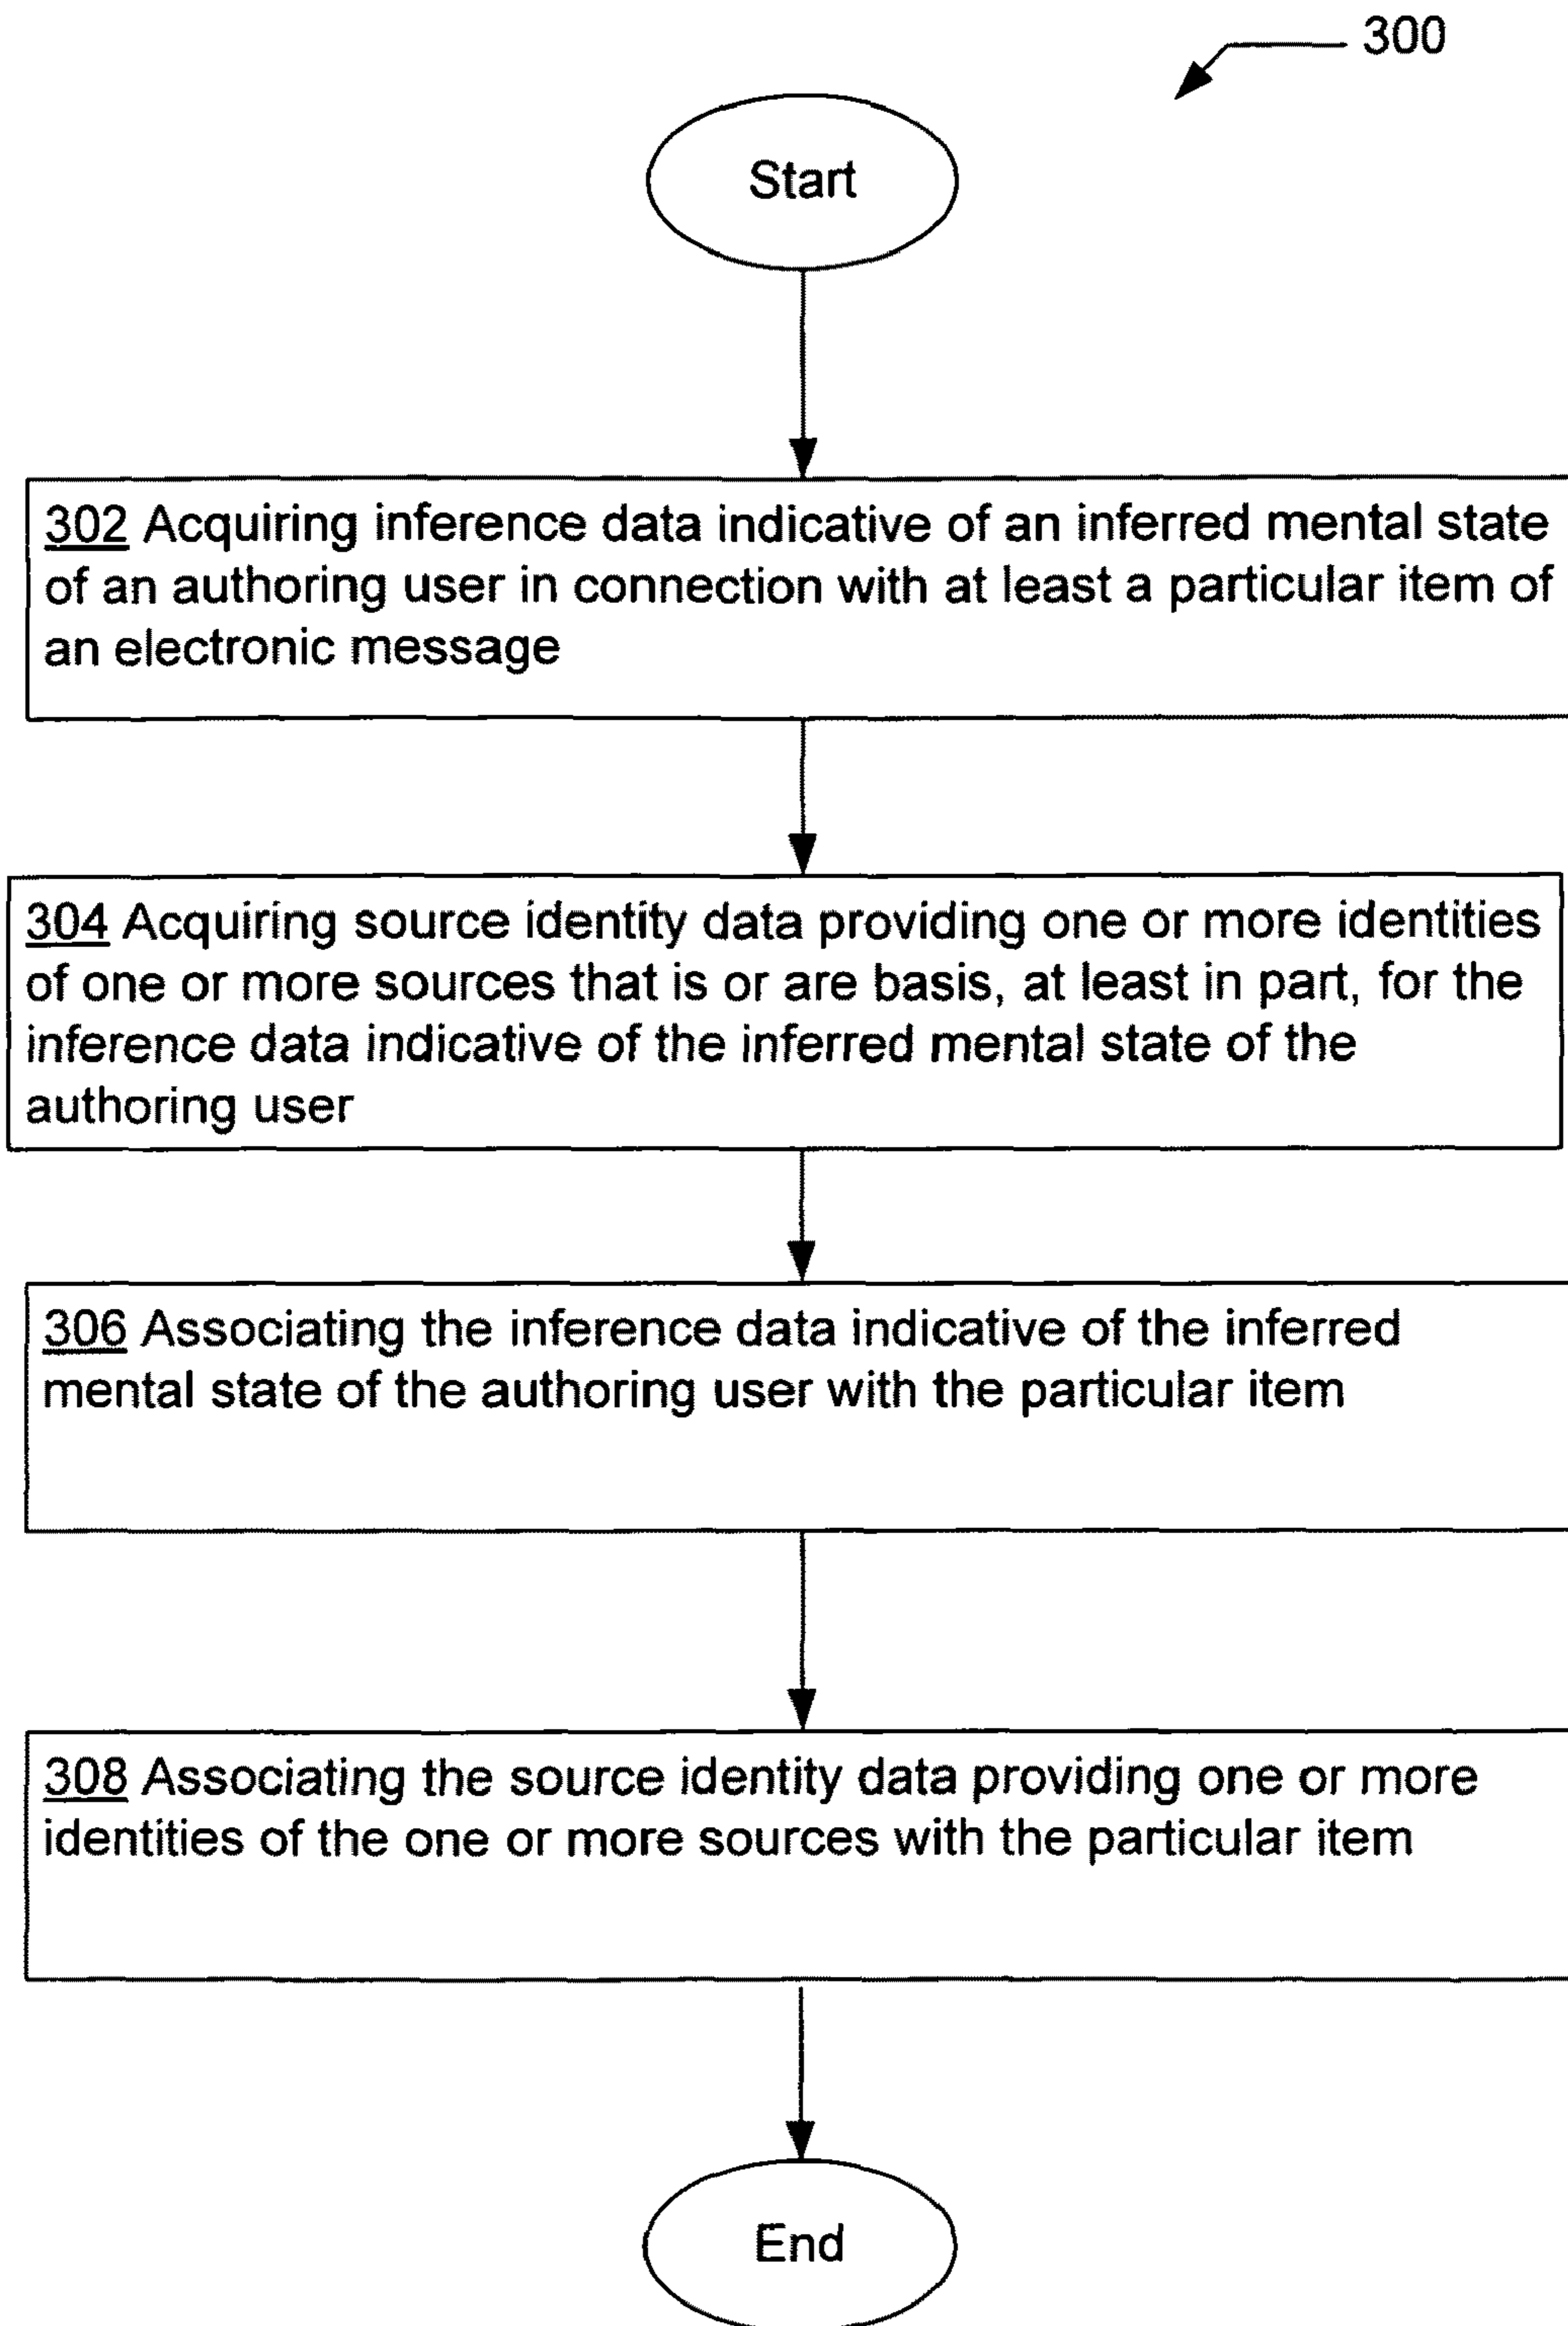 300
Start
302 Acquiring inference data indicative of an inferred mental state
of an authoring user in connection with at least a particular item of
an electronic message
304 Acquiring source identity data providing one or more identities
of one or more sources that is or are basis, at least in part, for the
inference data indicative of the inferred mental state of the
authoring user
306 Associating the inference data indicative of the inferred
mental state of the authoring user with the particular item
308 Associating the source identity data providing one or more
identities of the one or more sources with the particular item
End